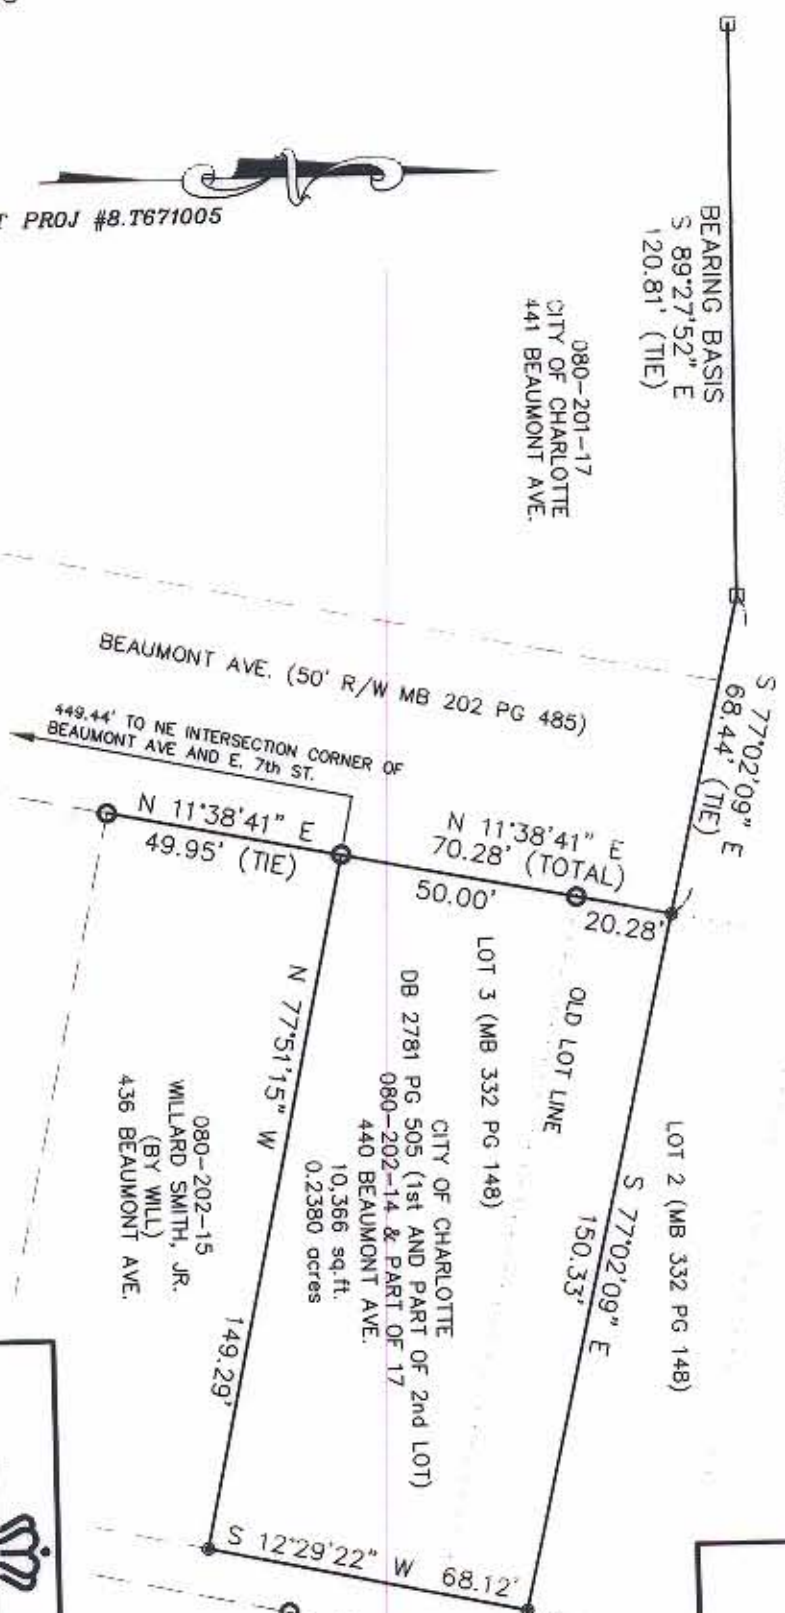 T PROJ #8.T671005
BEARING BASIS
S 89°27'52" E
120.81' (TIE)
080-201-17
CITY OF CHARLOTTE
441 BEAUMONT AVE.
BEAUMONT AVE. (50' R/W MB 202 PG 485)
S 77°02'09" E
68.44' (TIE)
449.44' TO NE INTERSECTION CORNER OF
BEAUMONT AVE AND E. 7th ST.
N 11°38'41" E
49.95' (TIE)
N 11°38'41" E
70.28' (TOTAL)
50.00'
20.28'
LOT 3 (MB 332 PG 148)
OLD LOT LINE
LOT 2 (MB 332 PG 148)
S 77°02'09" E
150.33'
CITY OF CHARLOTTE
DB 2781 PG 505 (1st AND PART OF 2nd LOT)
080-202-14 & PART OF 17
440 BEAUMONT AVE.
10,366 sq.ft.
0.2380 acres
N 77°51'15" W
149.29'
080-202-15
WILLARD SMITH, JR.
(BY WILL)
436 BEAUMONT AVE.
S 12°29'22" W 68.12'